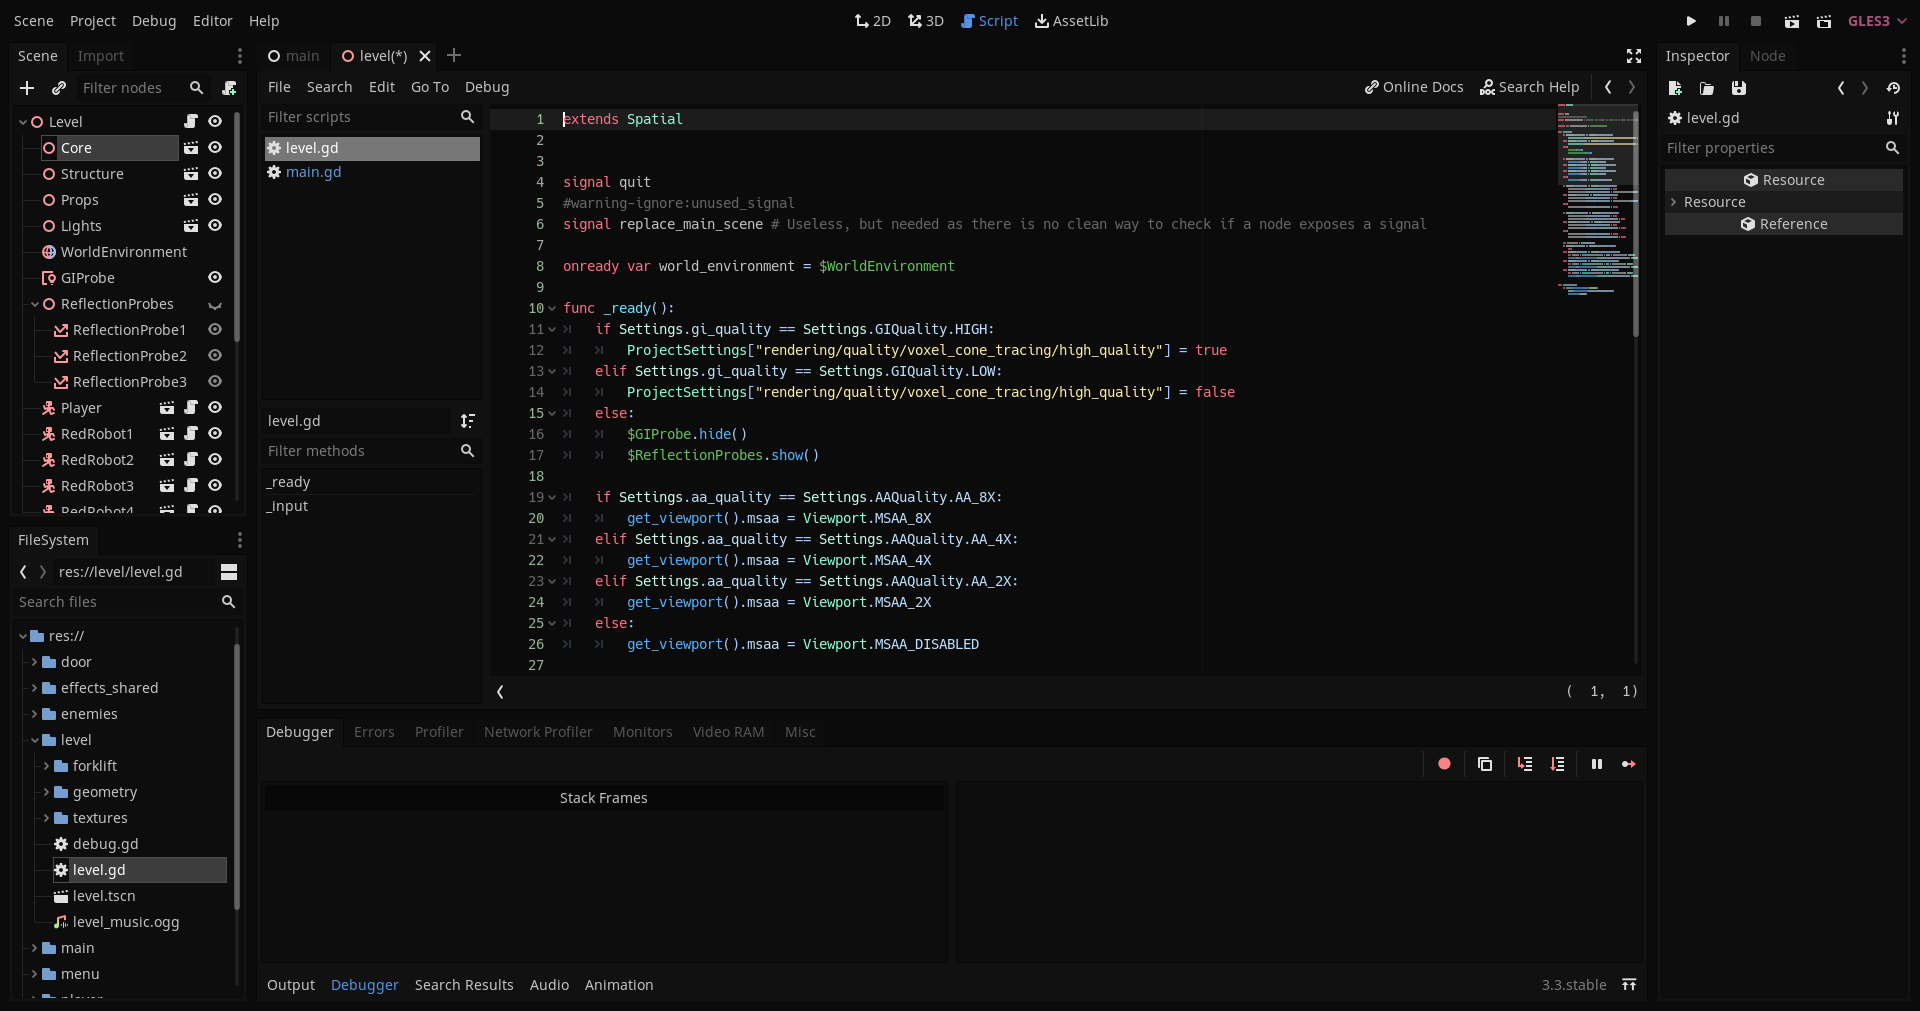 Scene Project Debug Editor Help
2D 3D Script AssetLib
GLES3
Scene Import
Filter nodes
Level
Core
Structure
Props
Lights
WorldEnvironment
GIProbe
ReflectionProbes
ReflectionProbe1
ReflectionProbe2
ReflectionProbe3
Player
RedRobot1
RedRobot2
RedRobot3
RedRobot4
FileSystem
res://level/level.gd
Search files
res://
door
effects_shared
enemies
level
forklift
geometry
textures
debug.gd
level.gd
level.tscn
level_music.ogg
main
menu
player
main level(*)
File Search Edit Go To Debug
Online Docs Search Help
Filter scripts
level.gd
main.gd
level.gd
Filter methods
_ready
_input
1 extends Spatial
2
3
4 signal quit
5 #warning-ignore:unused_signal
6 signal replace_main_scene # Useless, but needed as there is no clean way to check if a node exposes a signal
7
8 onready var world_environment = $WorldEnvironment
9
10 func _ready():
11 if Settings.gi_quality == Settings.GIQuality.HIGH:
12 ProjectSettings["rendering/quality/voxel_cone_tracing/high_quality"] = true
13 elif Settings.gi_quality == Settings.GIQuality.LOW:
14 ProjectSettings["rendering/quality/voxel_cone_tracing/high_quality"] = false
15 else:
16 $GIProbe.hide()
17 $ReflectionProbes.show()
18
19 if Settings.aa_quality == Settings.AAQuality.AA_8X:
20 get_viewport().msaa = Viewport.MSAA_8X
21 elif Settings.aa_quality == Settings.AAQuality.AA_4X:
22 get_viewport().msaa = Viewport.MSAA_4X
23 elif Settings.aa_quality == Settings.AAQuality.AA_2X:
24 get_viewport().msaa = Viewport.MSAA_2X
25 else:
26 get_viewport().msaa = Viewport.MSAA_DISABLED
27
( 1, 1)
Debugger Errors Profiler Network Profiler Monitors Video RAM Misc
Stack Frames
Output Debugger Search Results Audio Animation
3.3.stable
Inspector Node
level.gd
Filter properties
Resource
Resource
Reference